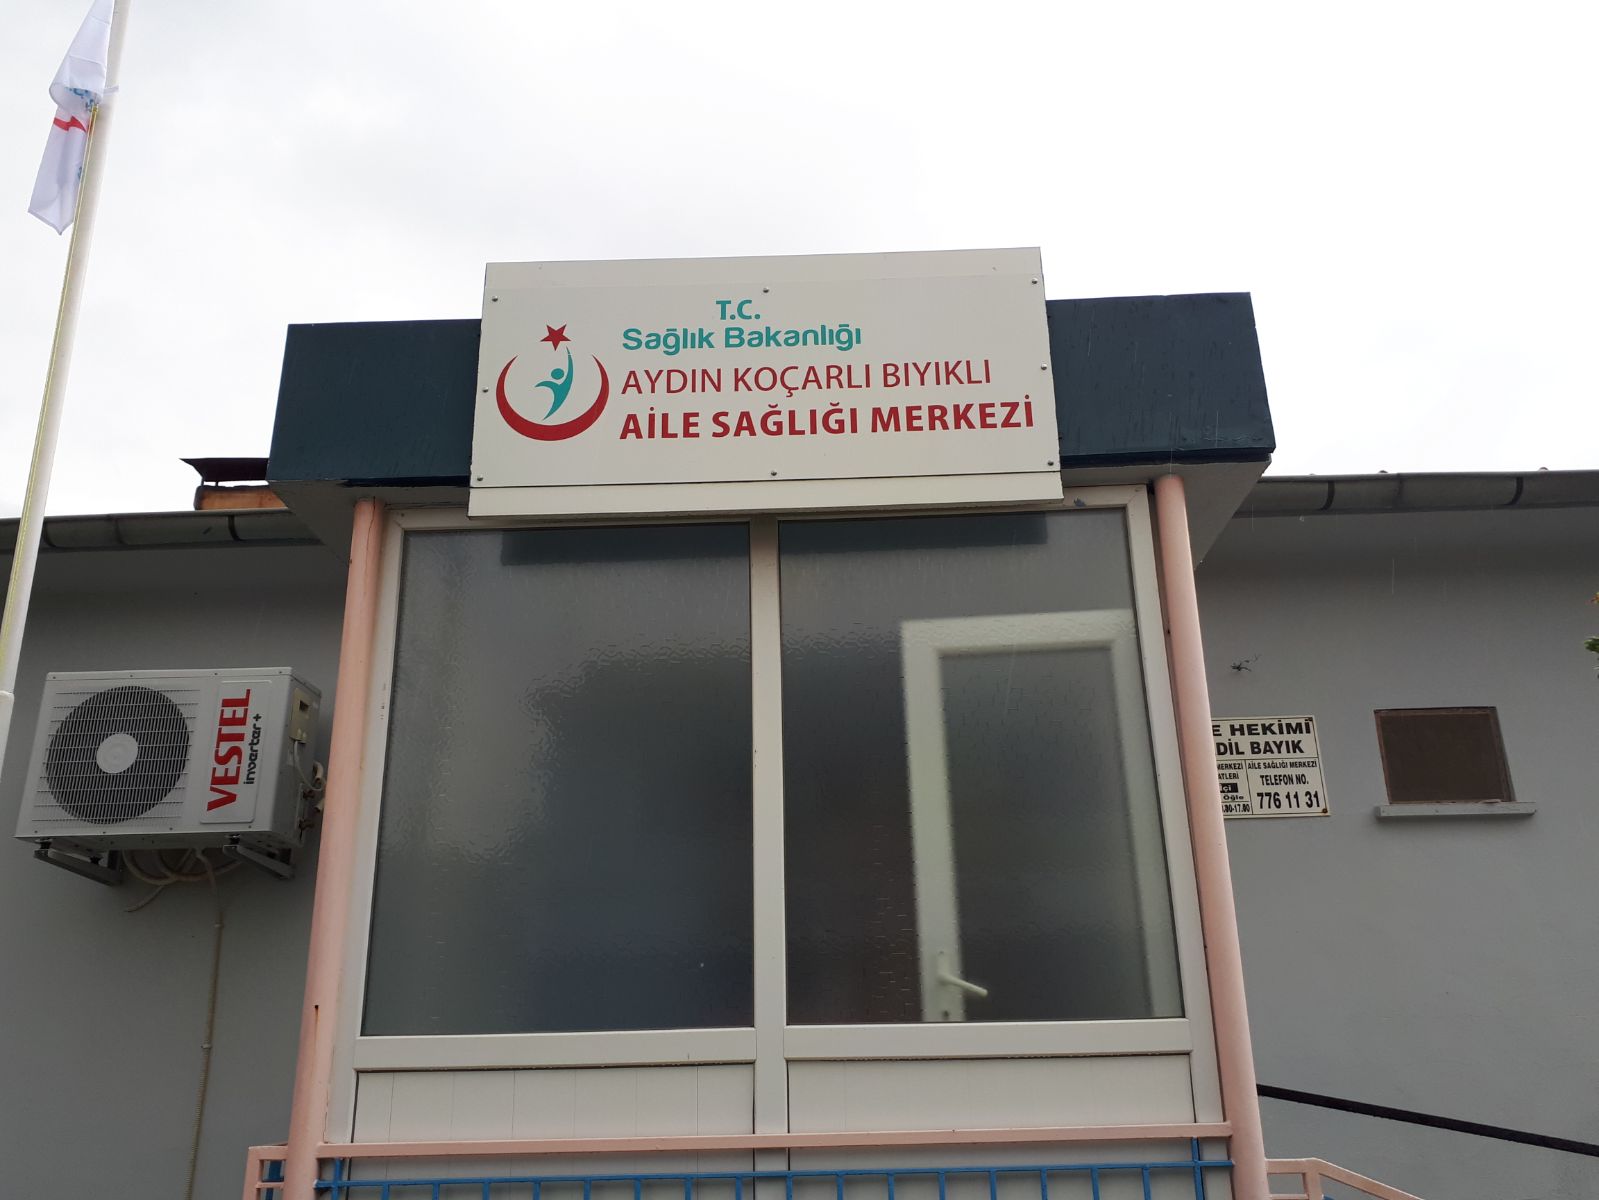 T.C.
Sağlık Bakanlığı
AYDIN KOÇARLI BIYIKLI
AİLE SAĞLIĞI MERKEZİ
VESTEL
inverter+
HEKİMİ
BAYIK
AİLE SAĞLIĞI MERKEZİ
TELEFON NO.
776 11 31
Öğle